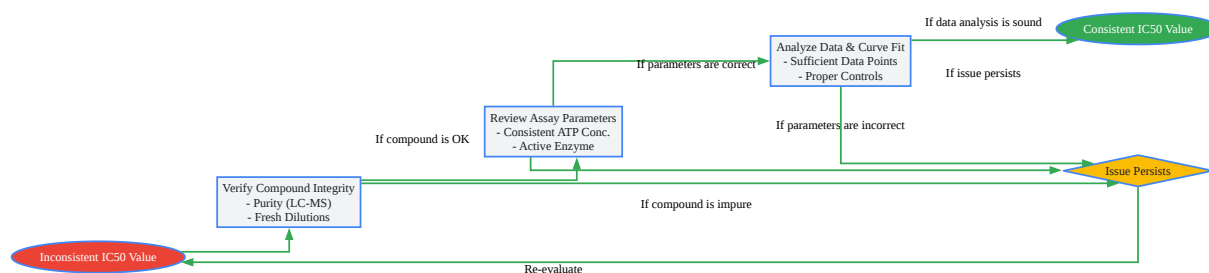 If data analysis is sound
Consistent IC50 Value
Analyze Data & Curve Fit
- Sufficient Data Points
- Proper Controls
If parameters are correct
If issue persists
Review Assay Parameters
- Consistent ATP Conc.
- Active Enzyme
If compound is OK
If parameters are incorrect
Issue Persists
Verify Compound Integrity
- Purity (LC-MS)
- Fresh Dilutions
If compound is impure
Inconsistent IC50 Value
Re-evaluate